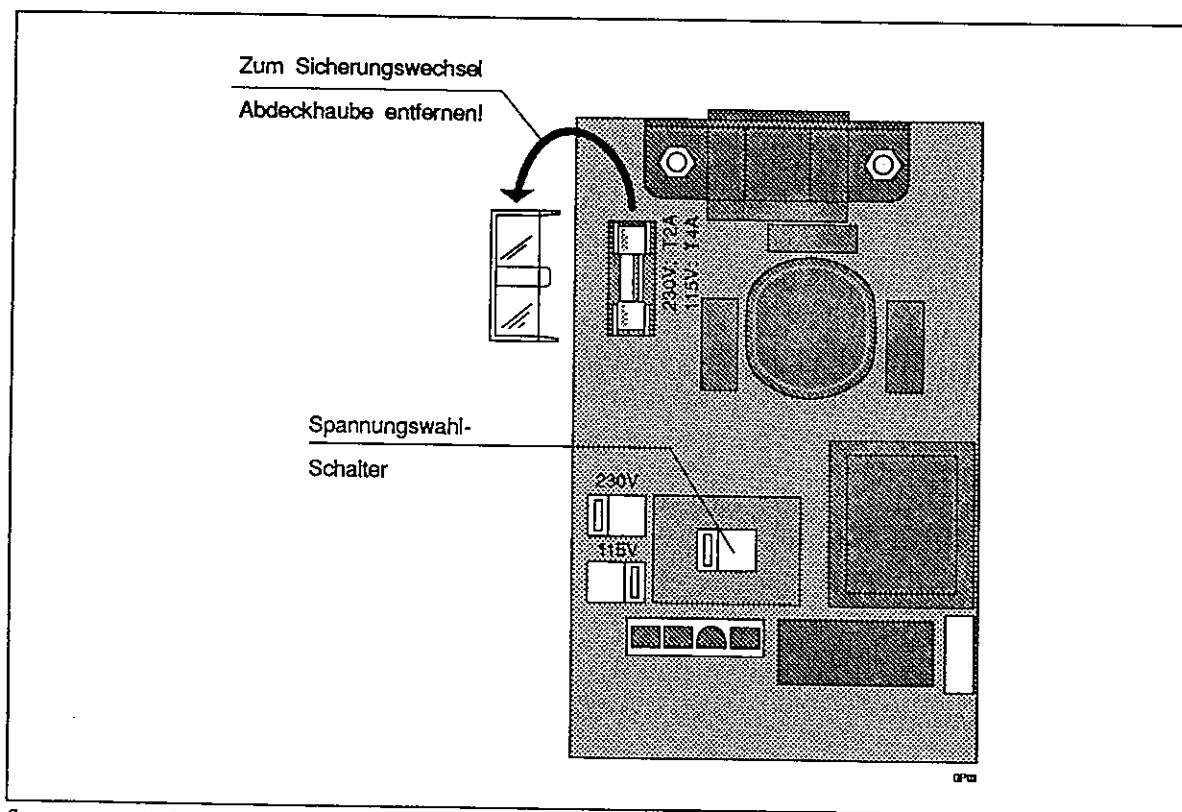 Zum Sicherungswechsel
Abdeckhaube entfernen!
230V: T2A
115V: T4A
Spannungswahl-
Schalter
230V
115V